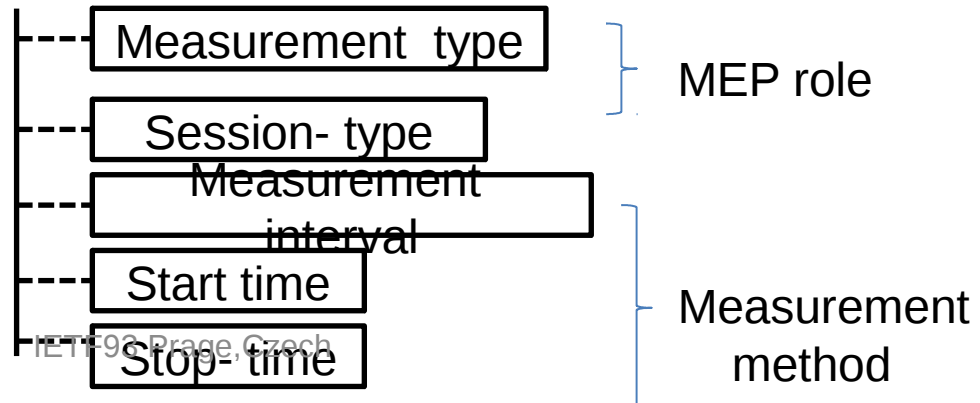 Measurement type
MEP role
Session- type
Measurement
interval
Start time
Measurement
method
IETF93 Prage,Czech
Stop- time